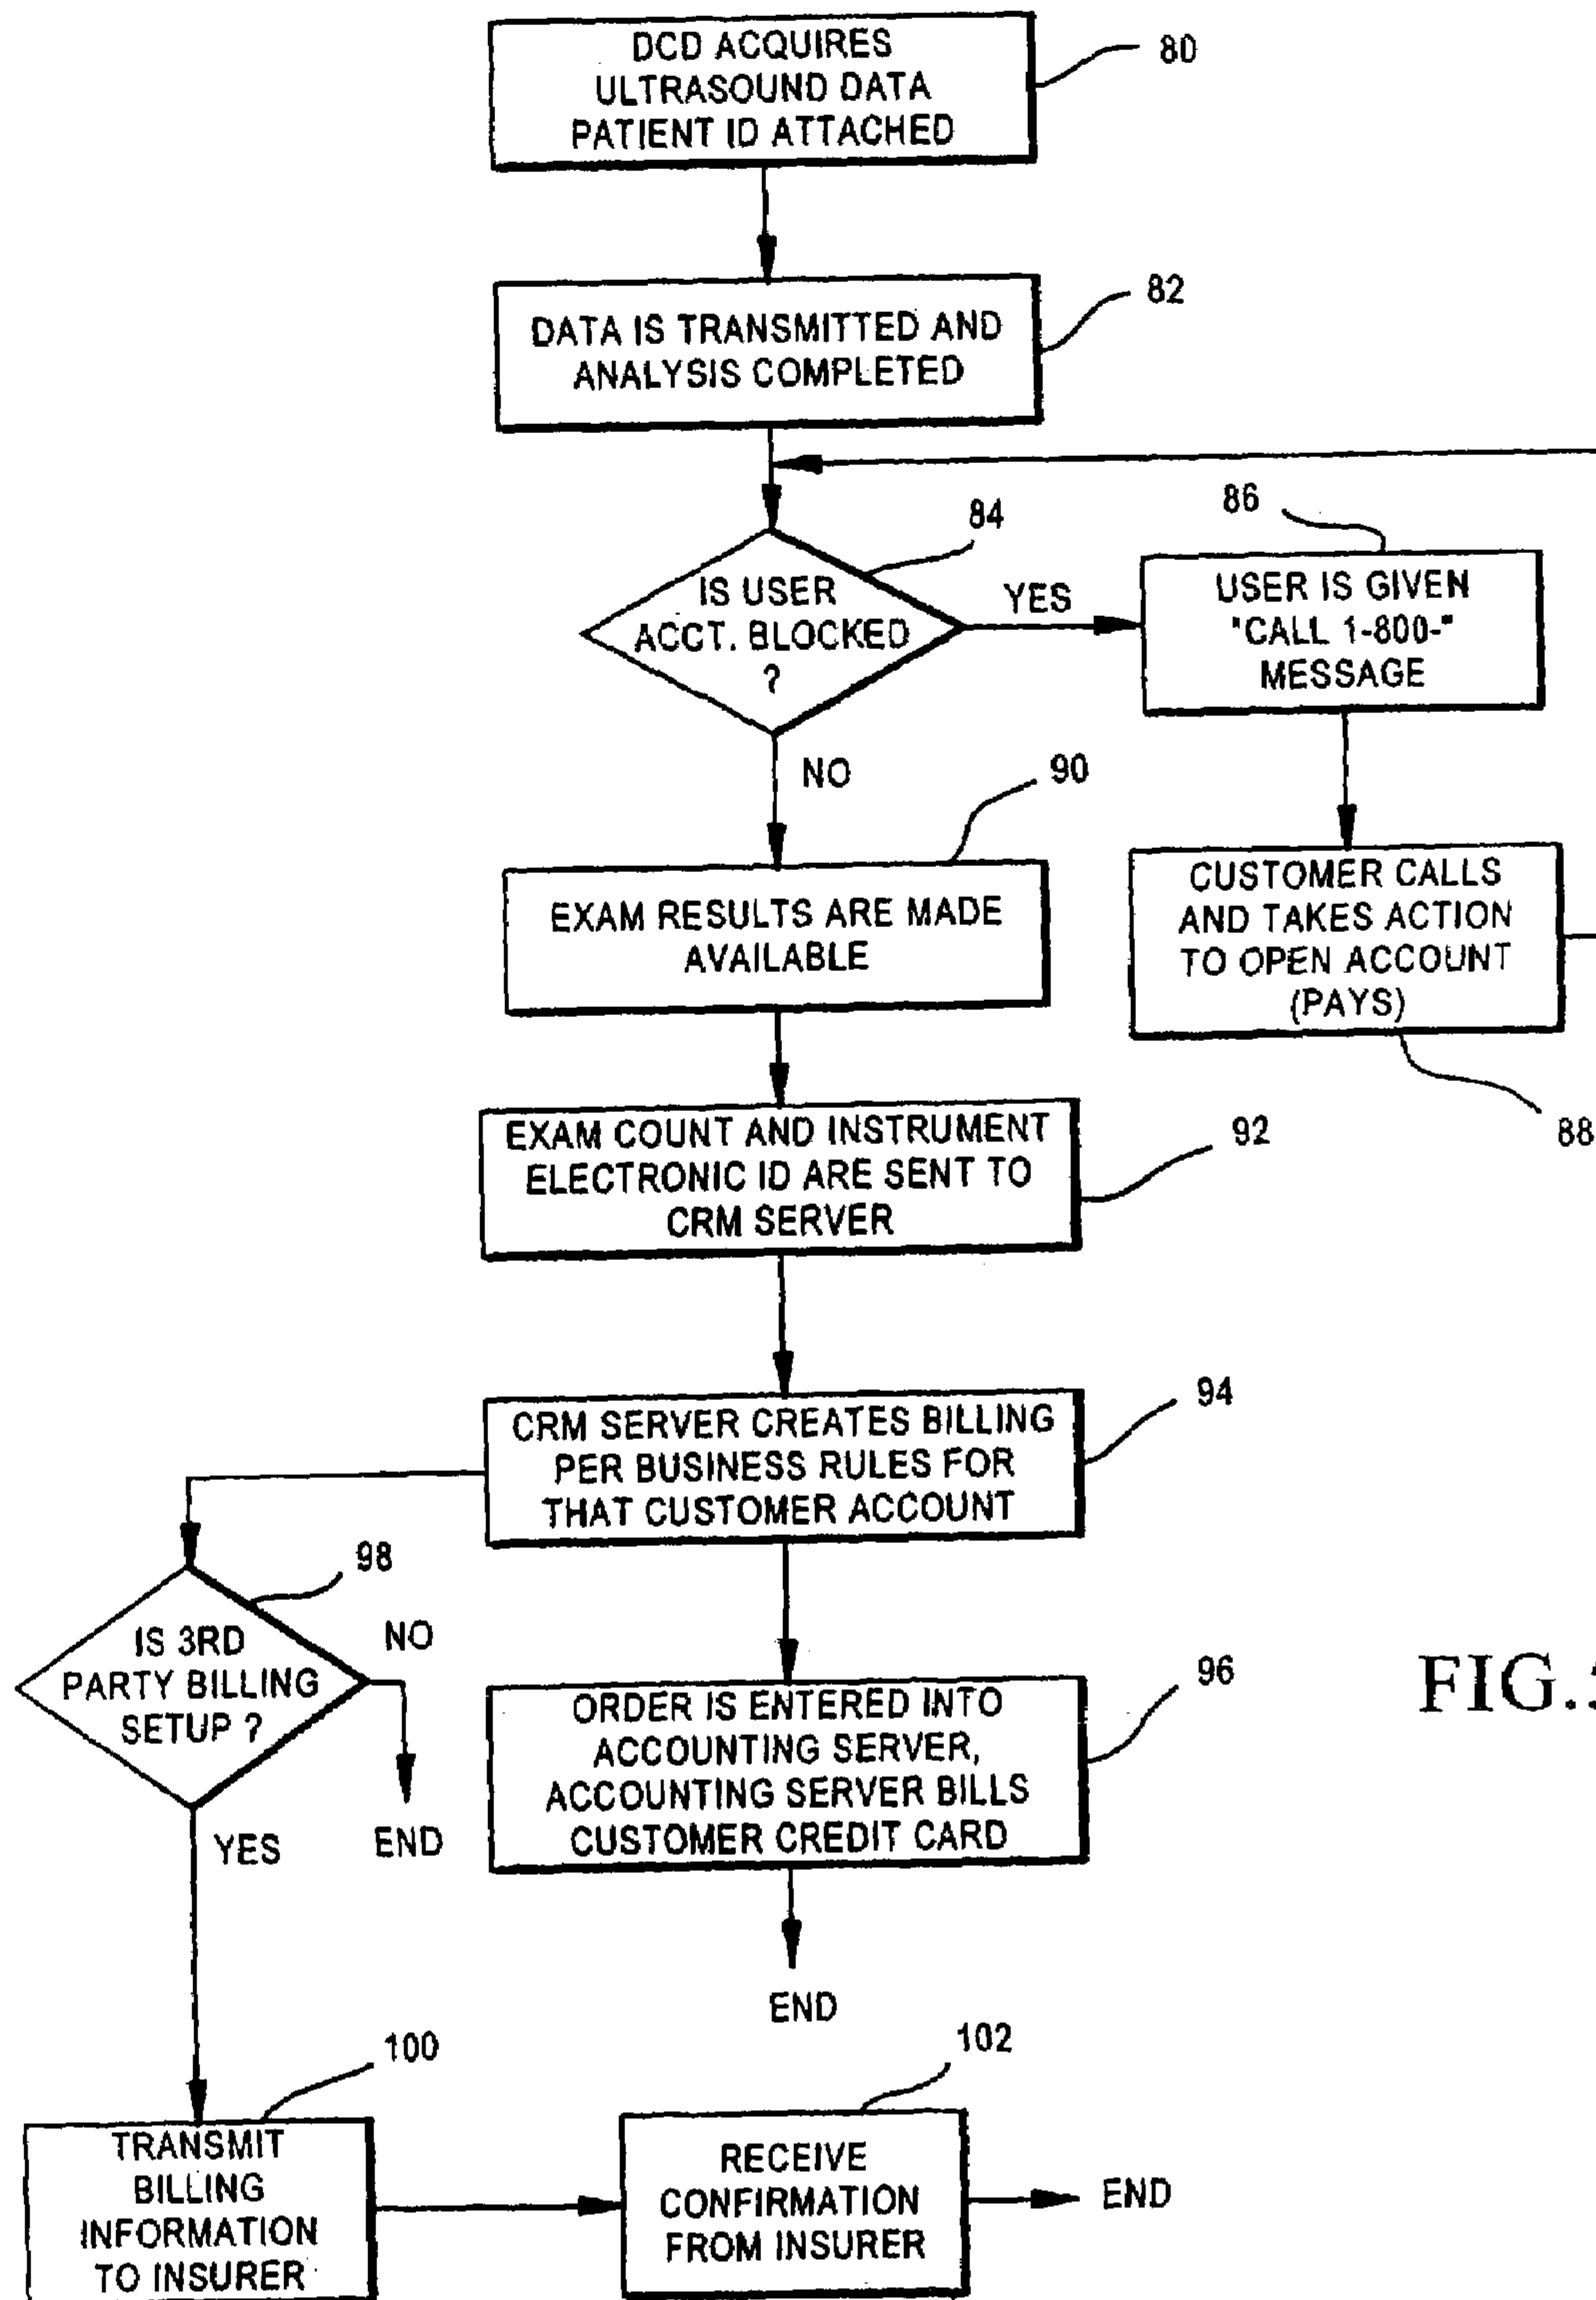 DCD ACQUIRES
ULTRASOUND DATA
PATIENT ID ATTACHED
80
DATA IS TRANSMITTED AND
ANALYSIS COMPLETED
82
IS USER
ACCT. BLOCKED
?
84
YES
NO
86
USER IS GIVEN
"CALL 1-800-"
MESSAGE
CUSTOMER CALLS
AND TAKES ACTION
TO OPEN ACCOUNT
(PAYS)
88
90
EXAM RESULTS ARE MADE
AVAILABLE
EXAM COUNT AND INSTRUMENT
ELECTRONIC ID ARE SENT TO
CRM SERVER
92
CRM SERVER CREATES BILLING
PER BUSINESS RULES FOR
THAT CUSTOMER ACCOUNT
94
98
IS 3RD
PARTY BILLING
SETUP ?
NO
END
YES
ORDER IS ENTERED INTO
ACCOUNTING SERVER,
ACCOUNTING SERVER BILLS
CUSTOMER CREDIT CARD
96
END
FIG.
100
TRANSMIT
BILLING
INFORMATION
TO INSURER
102
RECEIVE
CONFIRMATION
FROM INSURER
END